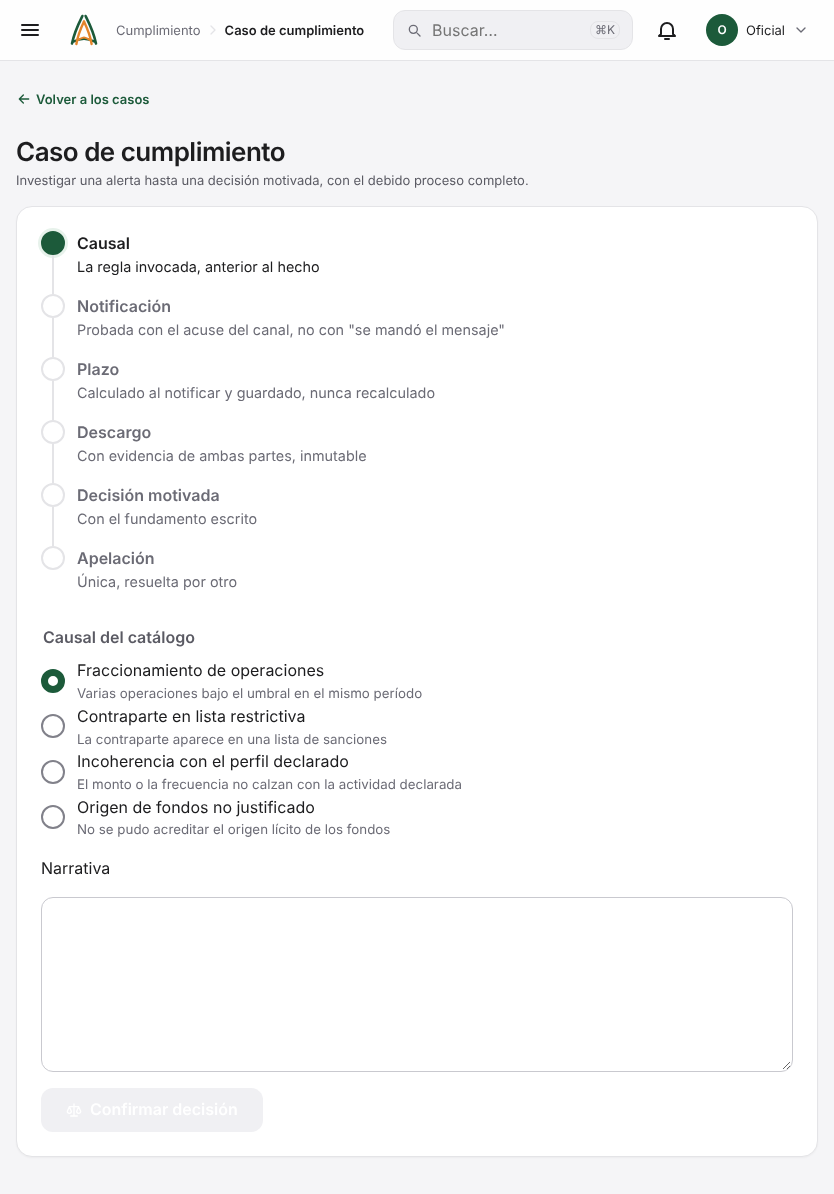 Cumplimiento
Caso de cumplimiento
Buscar...
⌘K
O
Oficial
Volver a los casos
Caso de cumplimiento
Investigar una alerta hasta una decisión motivada, con el debido proceso completo.
Causal
La regla invocada, anterior al hecho
Notificación
Probada con el acuse del canal, no con "se mandó el mensaje"
Plazo
Calculado al notificar y guardado, nunca recalculado
Descargo
Con evidencia de ambas partes, inmutable
Decisión motivada
Con el fundamento escrito
Apelación
Única, resuelta por otro
Causal del catálogo
Fraccionamiento de operaciones
Varias operaciones bajo el umbral en el mismo período
Contraparte en lista restrictiva
La contraparte aparece en una lista de sanciones
Incoherencia con el perfil declarado
El monto o la frecuencia no calzan con la actividad declarada
Origen de fondos no justificado
No se pudo acreditar el origen lícito de los fondos
Narrativa
Confirmar decisión